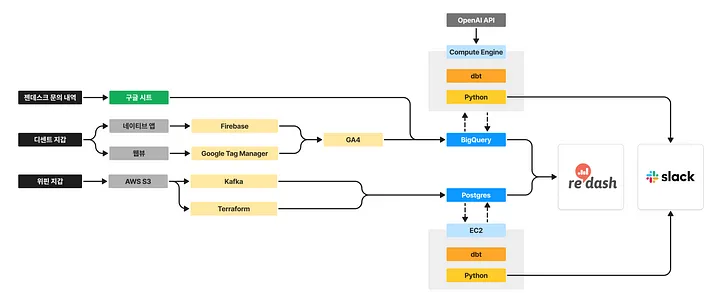 OpenAI API
Compute Engine
dbt
Python
젠데스크 문의 내역
구글 시트
디센트 지갑
네이티브 앱
Firebase
웹뷰
Google Tag Manager
GA4
BigQuery
위핀 지갑
AWS S3
Kafka
Terraform
Postgres
EC2
dbt
Python
redash
slack